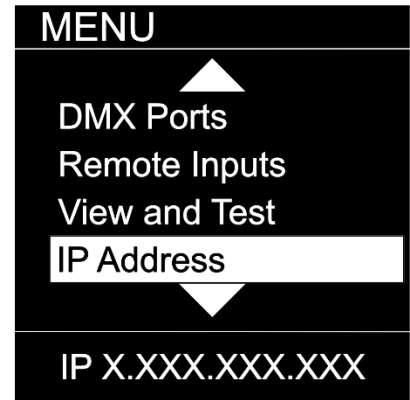 MENU
DMX Ports
Remote Inputs
View and Test
IP Address
IP X.XXX.XXX.XXX